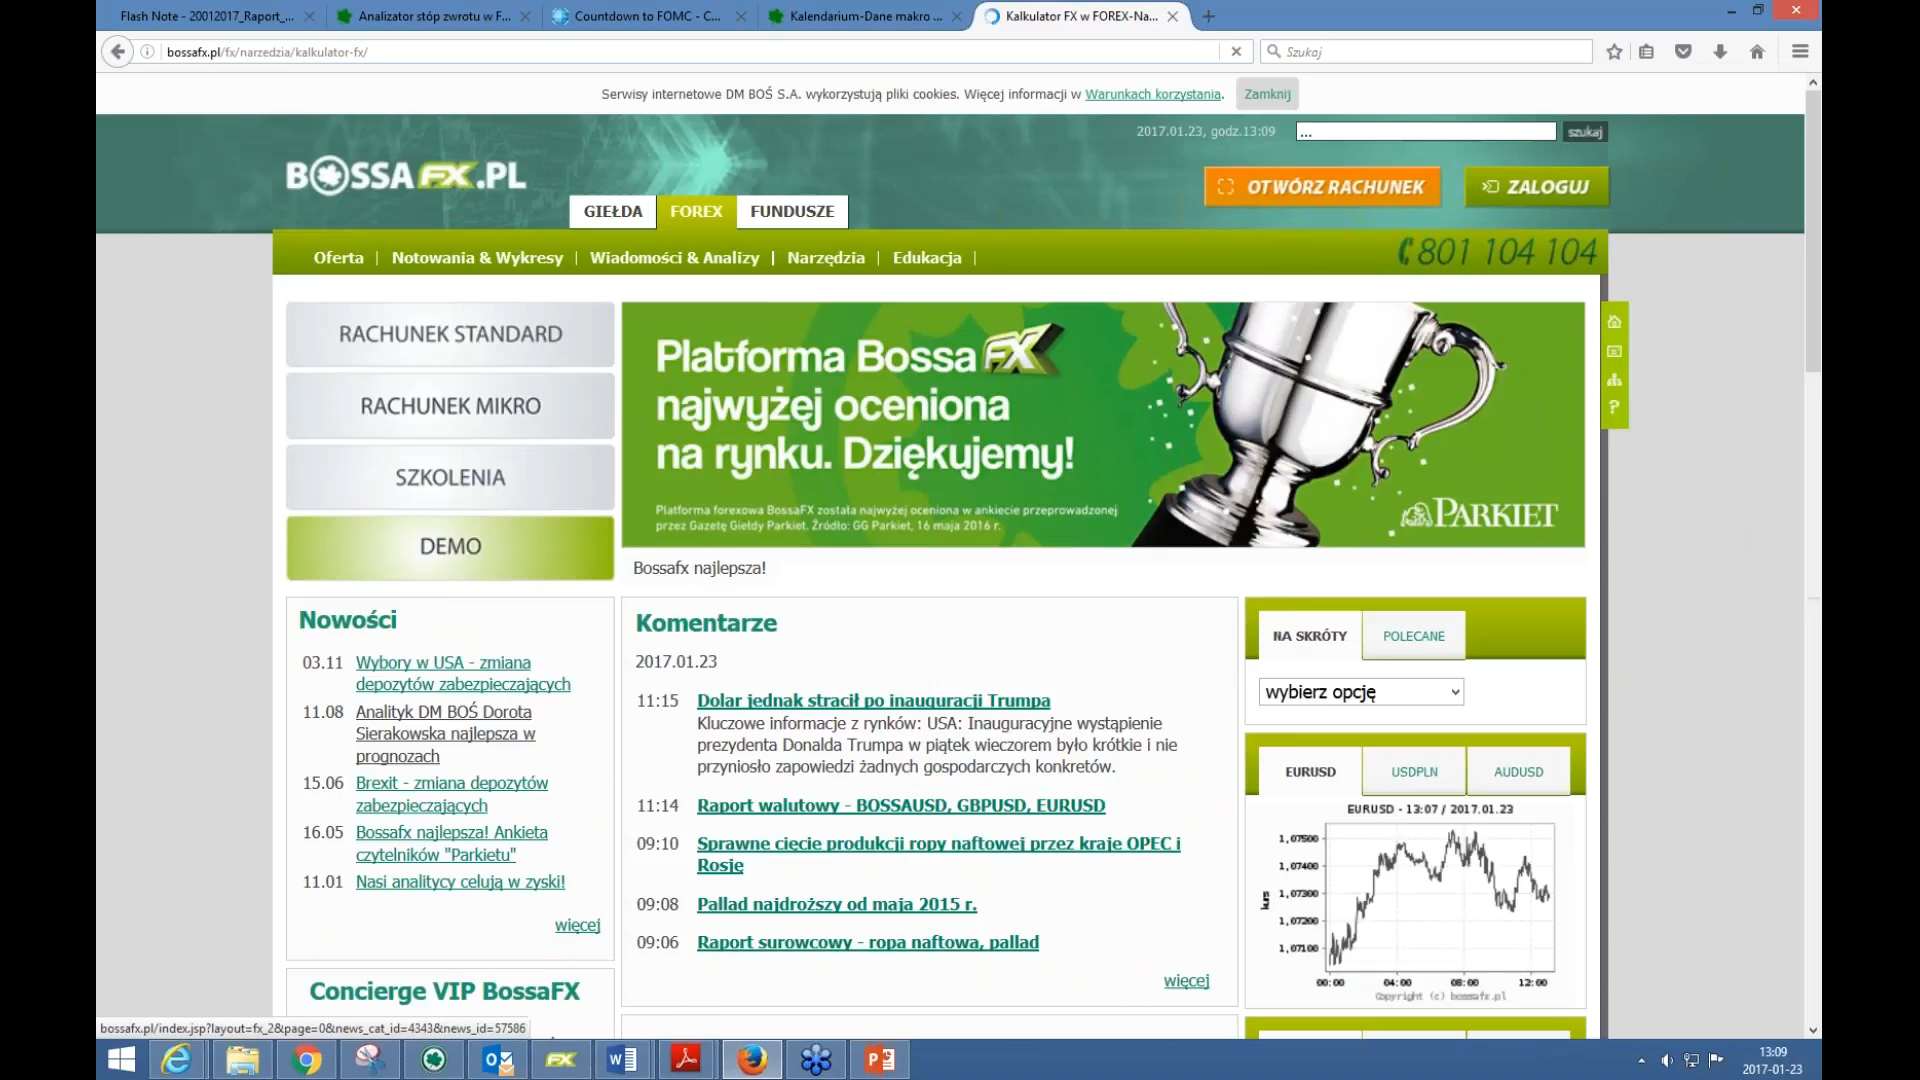 Flash Note - 20012017_Raport_...
Analizator stóp zwrotu w F...
Countdown to FOMC - C...
Kalendarium-Dane makro ...
Kalkulator FX w FOREX-Na...
bossafx.pl/fx/narzedzia/kalkulator-fx/
Szukaj
Serwisy internetowe DM BOŚ S.A. wykorzystują pliki cookies. Więcej informacji w Warunkach korzystania.
Zamknij
2017.01.23, godz.13:09
...
szukaj
BOSSAFX.PL
OTWÓRZ RACHUNEK
ZALOGUJ
GIEŁDA
FOREX
FUNDUSZE
Oferta | Notowania & Wykresy | Wiadomości & Analizy | Narzędzia | Edukacja |
801 104 104
RACHUNEK STANDARD
RACHUNEK MIKRO
SZKOLENIA
DEMO
Platforma Bossa FX
najwyżej oceniona
na rynku. Dziękujemy!
Platforma forexowa BossaFX została najwyżej oceniona w ankiecie przeprowadzonej
przez Gazetę Giełdy Parkiet. Źródło: GG Parkiet, 16 maja 2016 r.
PARKIET
Bossafx najlepsza!
Nowości
03.11 Wybory w USA - zmiana
depozytów zabezpieczających
11.08 Analityk DM BOŚ Dorota
Sierakowska najlepsza w
prognozach
15.06 Brexit - zmiana depozytów
zabezpieczających
16.05 Bossafx najlepsza! Ankieta
czytelników "Parkietu"
11.01 Nasi analitycy celują w zyski!
więcej
Concierge VIP BossaFX
Komentarze
2017.01.23
11:15 Dolar jednak stracił po inauguracji Trumpa
Kluczowe informacje z rynków: USA: Inauguracyjne wystąpienie
prezydenta Donalda Trumpa w piątek wieczorem było krótkie i nie
przyniosło zapowiedzi żadnych gospodarczych konkretów.
11:14 Raport walutowy - BOSSAUSD, GBPUSD, EURUSD
09:10 Sprawne cięcie produkcji ropy naftowej przez kraje OPEC i
Rosję
09:08 Pallad najdroższy od maja 2015 r.
09:06 Raport surowcowy - ropa naftowa, pallad
więcej
NA SKRÓTY
POLECANE
wybierz opcję
EURUSD
USDPLN
AUDUSD
EURUSD - 13:07 / 2017.01.23
1,07500
1,07400
1,07300
1,07200
1,07100
kurs
00:00 04:00 08:00 12:00
Copyright (c) bossafx.pl
?
bossafx.pl/index.jsp?layout=fx_2&page=0&news_cat_id=4343&news_id=57586
FX
13:09
2017-01-23